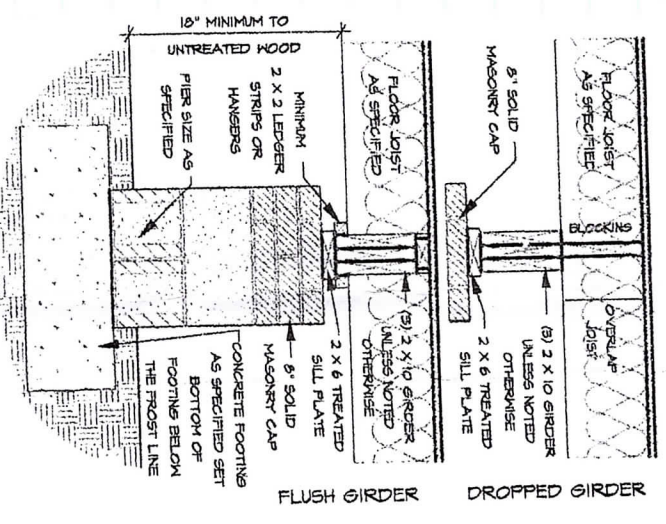 18" MINIMUM TO
UNTREATED WOOD
FLOOR JOIST
AS SPECIFIED
BLOCKING
OVERLAP
JOIST
(3) 2 X 10 GIRDER
UNLESS NOTED
OTHERWISE
2 X 6 TREATED
SILL PLATE
8" SOLID
MASONRY CAP
DROPPED GIRDER
FLOOR JOIST
AS SPECIFIED
(3) 2 X 10 GIRDER
UNLESS NOTED
OTHERWISE
MINIMUM
2 X 2 LEDGER
STRIPS OR
HANGERS
2 X 6 TREATED
SILL PLATE
8" SOLID
MASONRY CAP
PIER SIZE AS
SPECIFIED
CONCRETE FOOTING
AS SPECIFIED SET
BOTTOM OF
FOOTING BELOW
THE FROST LINE
FLUSH GIRDER